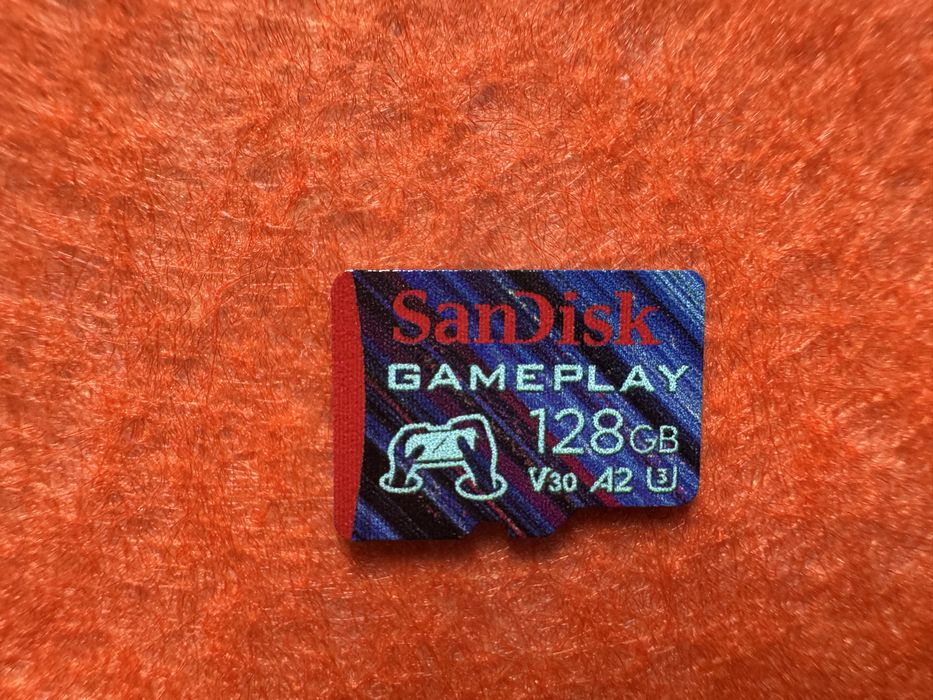 SanDisk
GAMEPLAY
128GB
V30 A2 3